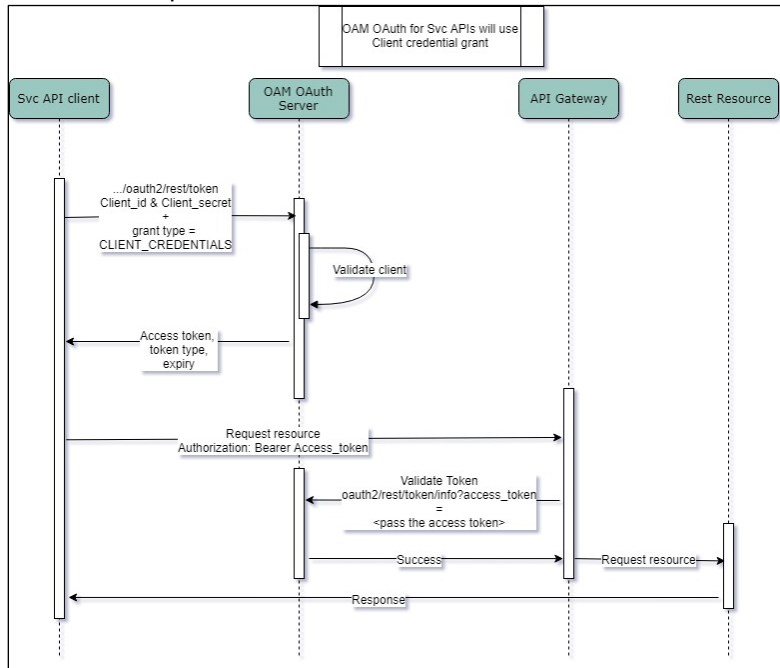 OAM OAuth for Svc APIs will use
Client credential grant
Svc API client
OAM OAuth
Server
API Gateway
Rest Resource
.../oauth2/rest/token
Client_id & Client_secret
+
grant type =
CLIENT_CREDENTIALS
Validate client
Access token,
token type,
expiry
Request resource
Authorization: Bearer Access_token
Validate Token
oauth2/rest/token/info?access_token
=
<pass the access token>
Success
Request resource
Response